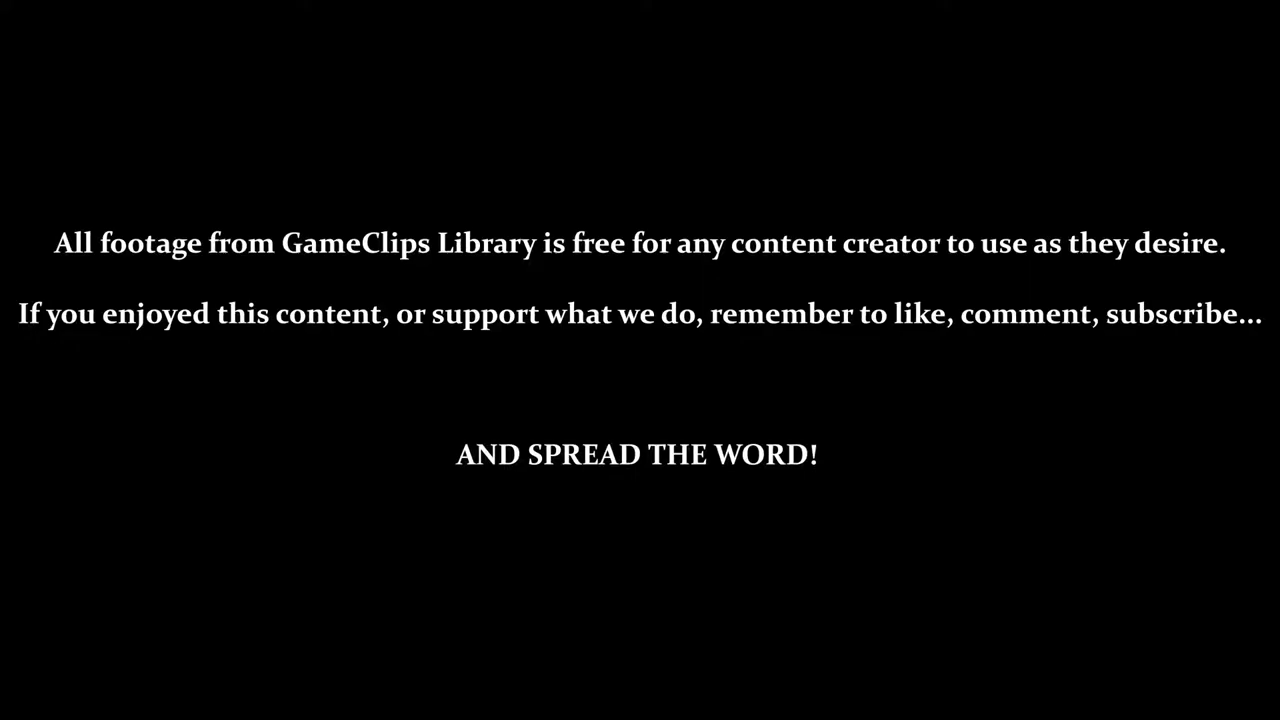 All footage from GameClips Library is free for any content creator to use as they desire.
If you enjoyed this content, or support what we do, remember to like, comment, subscribe...
AND SPREAD THE WORD!